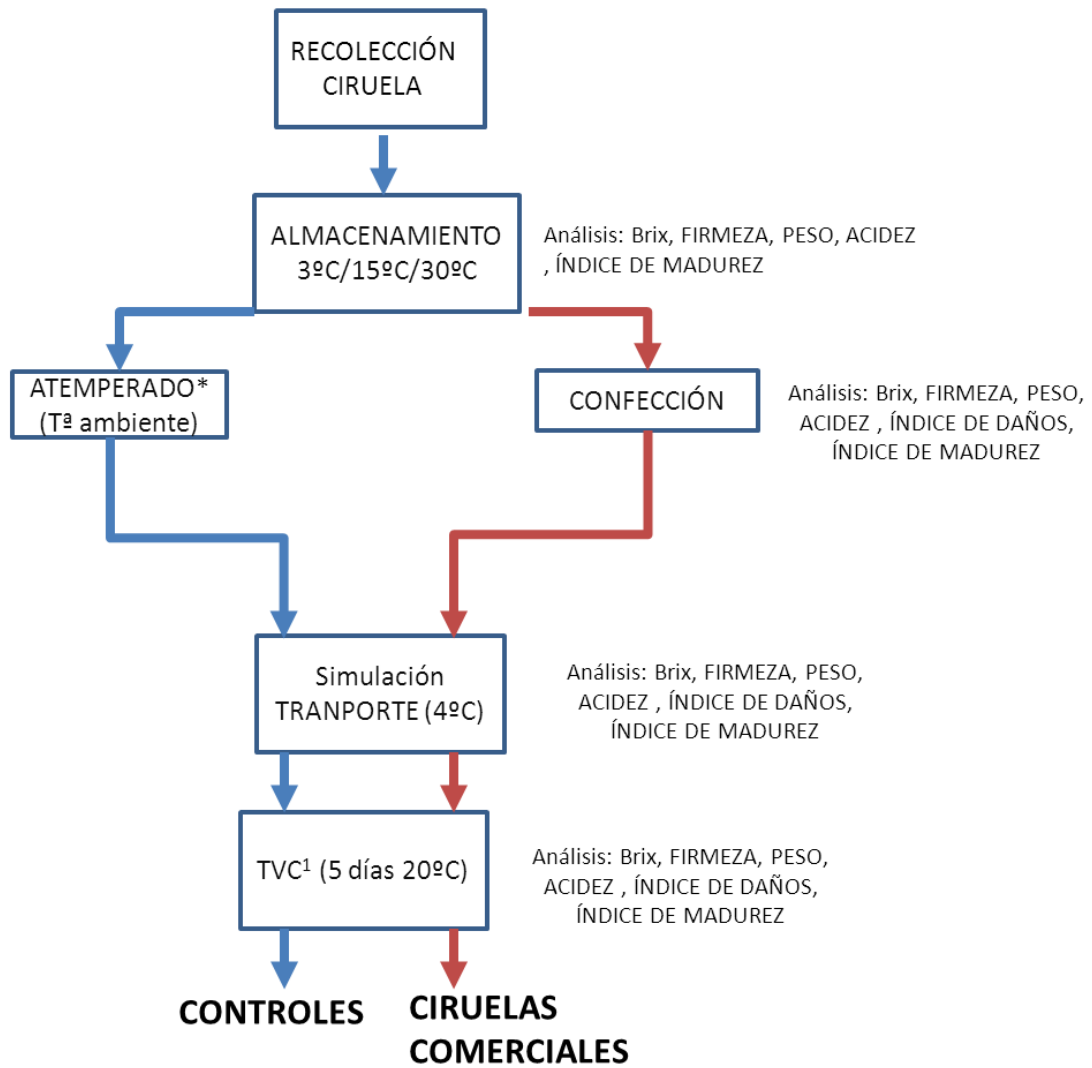 RECOLECCIÓN
CIRUELA
ALMACENAMIENTO
3ºC/15ºC/30ºC
Análisis: Brix, FIRMEZA, PESO, ACIDEZ
, ÍNDICE DE MADUREZ
ATEMPERADO*
(Tª ambiente)
CONFECCIÓN
Análisis: Brix, FIRMEZA, PESO,
ACIDEZ , ÍNDICE DE DAÑOS,
ÍNDICE DE MADUREZ
Simulación
TRANPORTE (4ºC)
Análisis: Brix, FIRMEZA, PESO,
ACIDEZ , ÍNDICE DE DAÑOS,
ÍNDICE DE MADUREZ
TVC¹ (5 días 20ºC)
Análisis: Brix, FIRMEZA, PESO,
ACIDEZ , ÍNDICE DE DAÑOS,
ÍNDICE DE MADUREZ
CONTROLES
CIRUELAS
COMERCIALES